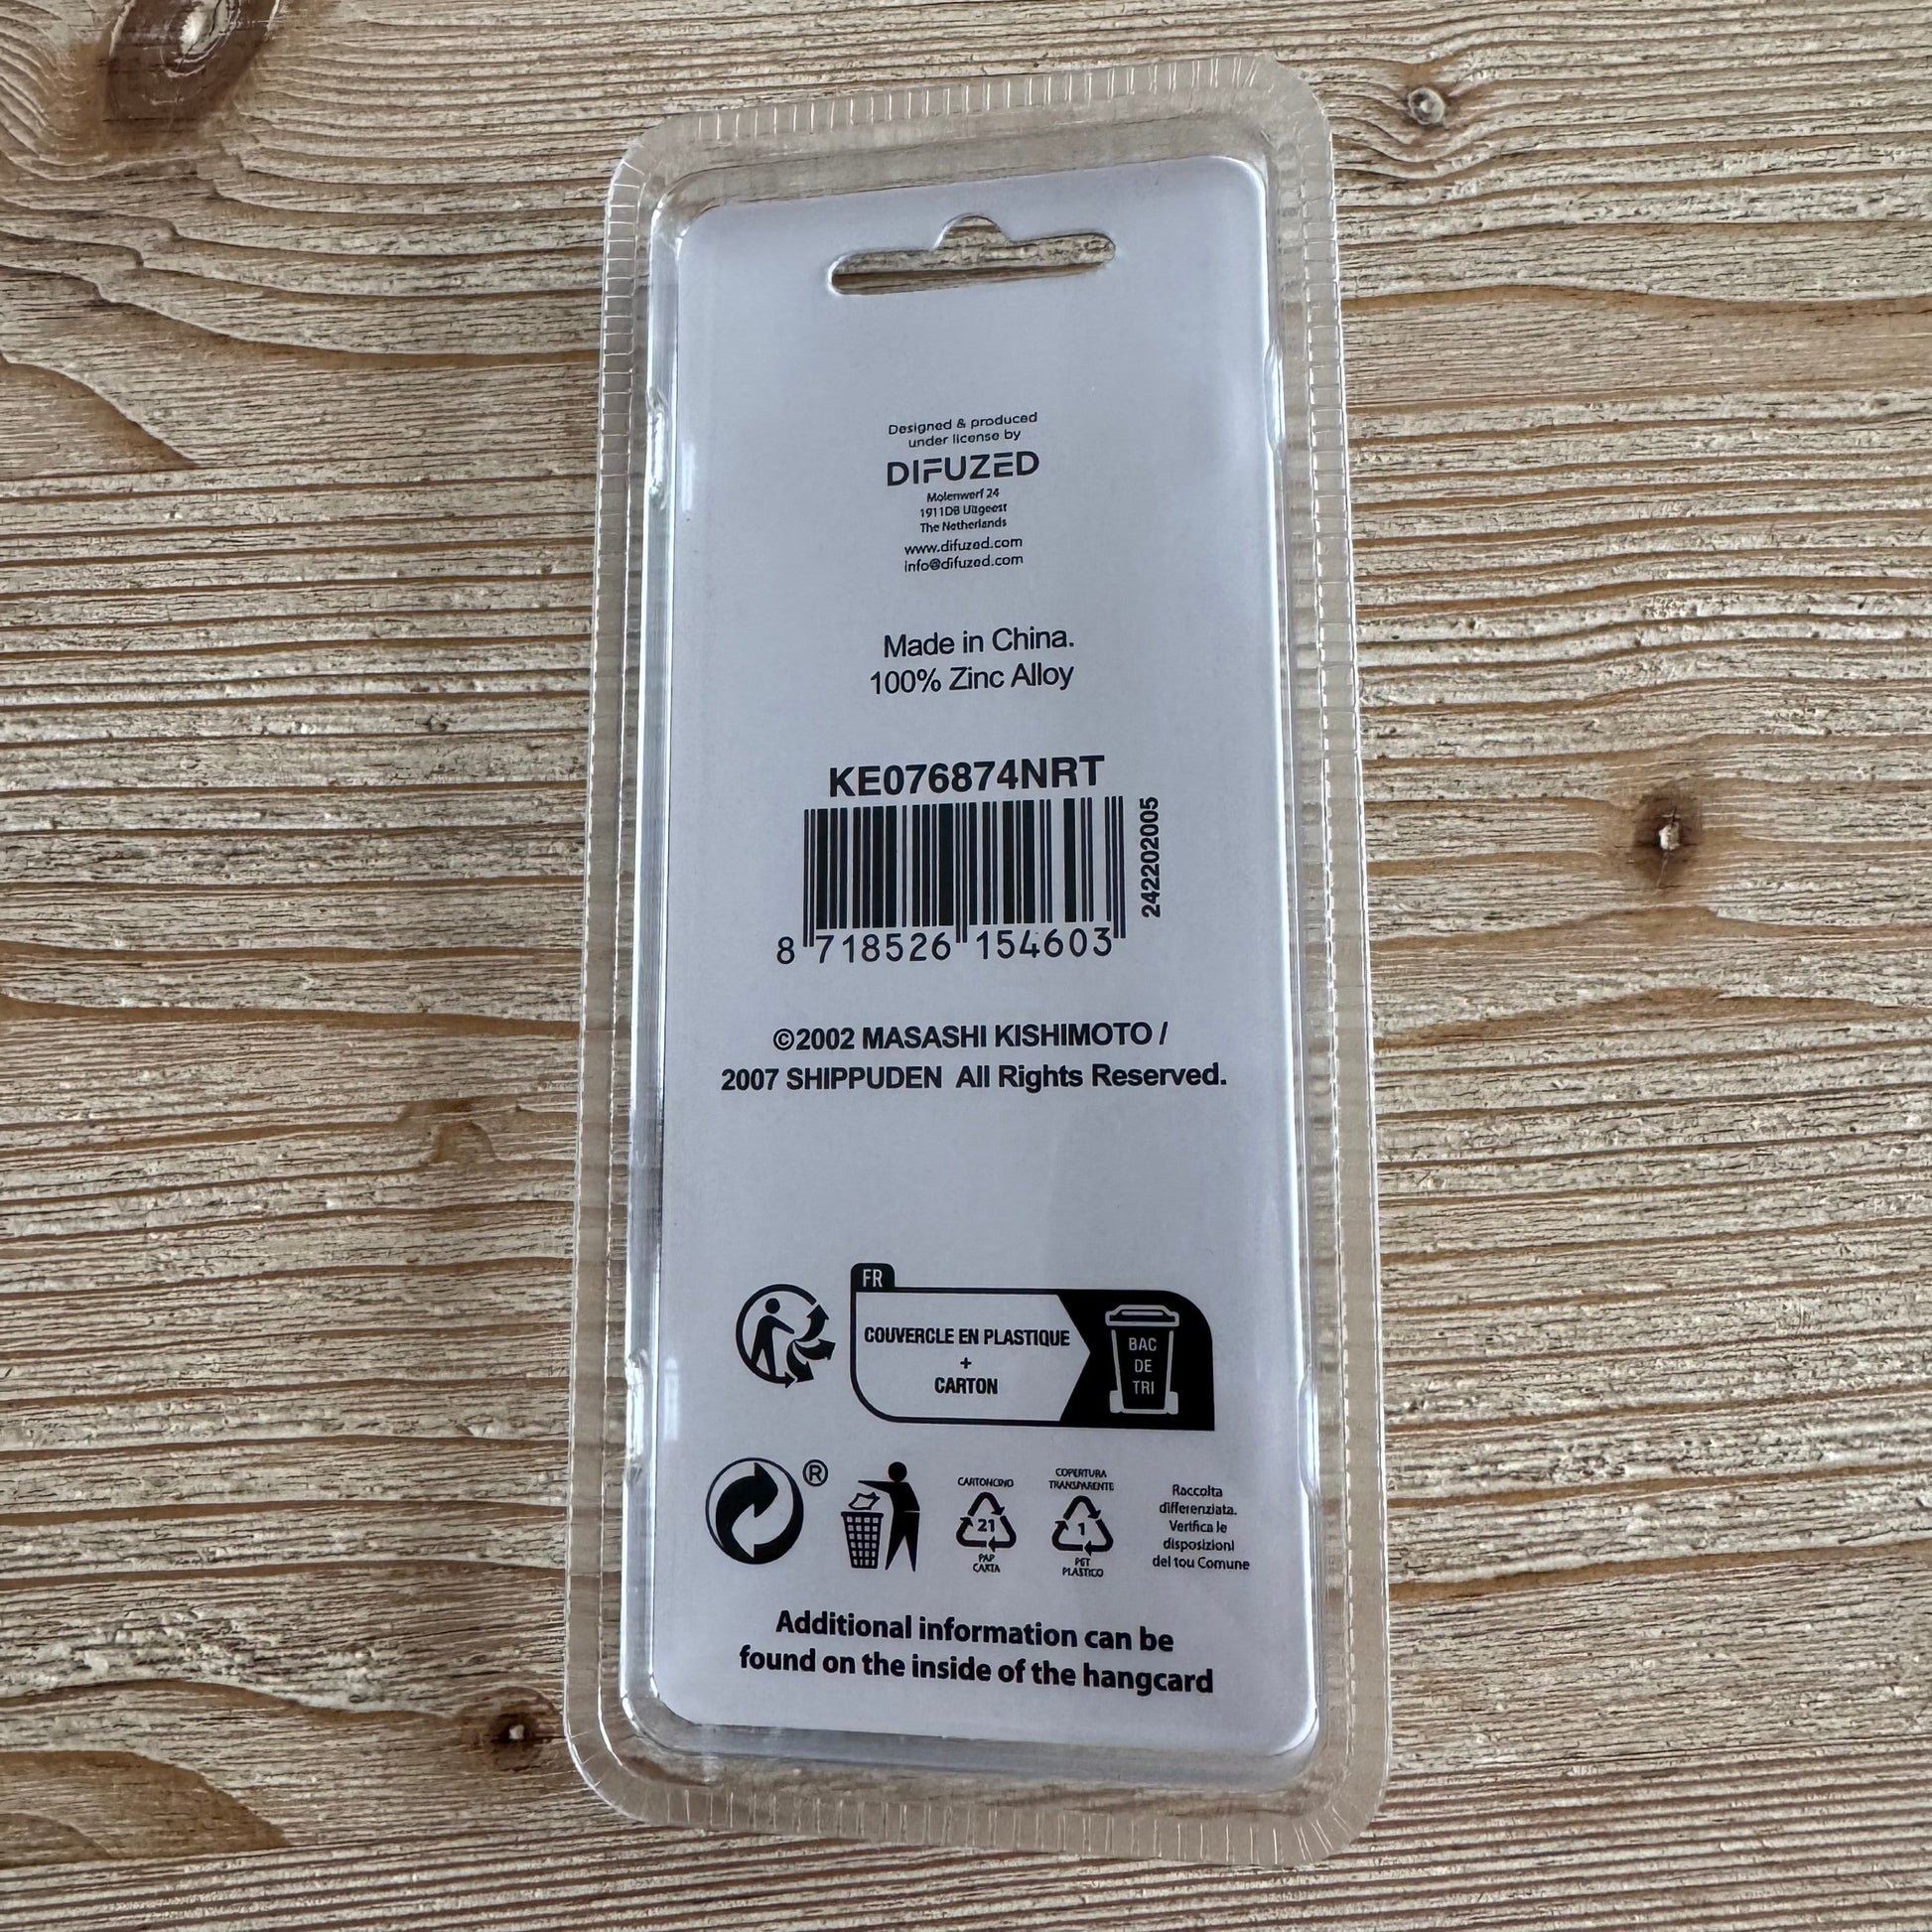 Designed & produced
under license by
DIFUZED
Molenwerf 24
1911DB Uitgeest
The Netherlands
www.difuzed.com
info@difuzed.com
Made in China.
100% Zinc Alloy
KE076874NRT
242202005
8 718526 154603
©2002 MASASHI KISHIMOTO /
2007 SHIPPUDEN All Rights Reserved.
FR
COUVERCLE EN PLASTIQUE
+
CARTON
BAC
DE
TRI
®
CARTONCINO
21
PAP
CARTA
COPERTURA
TRANSPARENTE
1
PET
PLASTICO
Raccolta
differenziata.
Verifica le
disposizioni
del tou Comune
Additional information can be
found on the inside of the hangcard